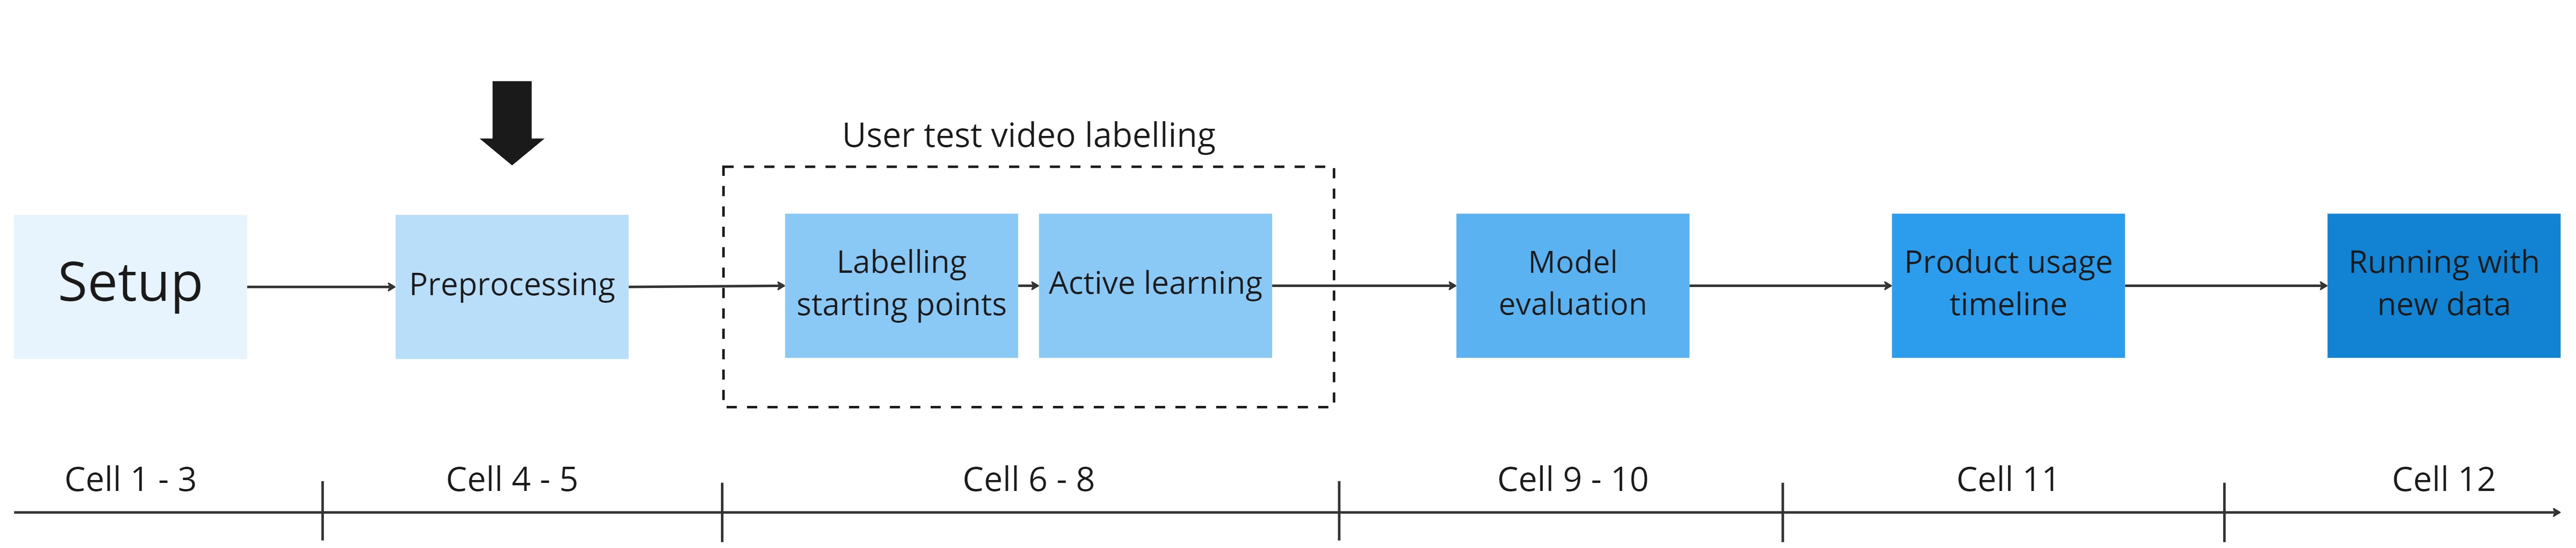 User test video labelling
Setup
Preprocessing
Labelling
starting points
Active learning
Model
evaluation
Product usage
timeline
Running with
new data
Cell 1 - 3
Cell 4 - 5
Cell 6 - 8
Cell 9 - 10
Cell 11
Cell 12